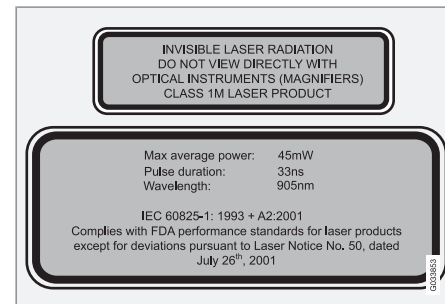 INVISIBLE LASER RADIATION
DO NOT VIEW DIRECTLY WITH
OPTICAL INSTRUMENTS (MAGNIFIERS)
CLASS 1M LASER PRODUCT
Max average power: 45mW
Pulse duration: 33ns
Wavelength: 905nm
IEC 60825-1: 1993 + A2:2001
Complies with FDA performance standards for laser products
except for deviations pursuant to Laser Notice No. 50, dated
July 26th, 2001
G033853